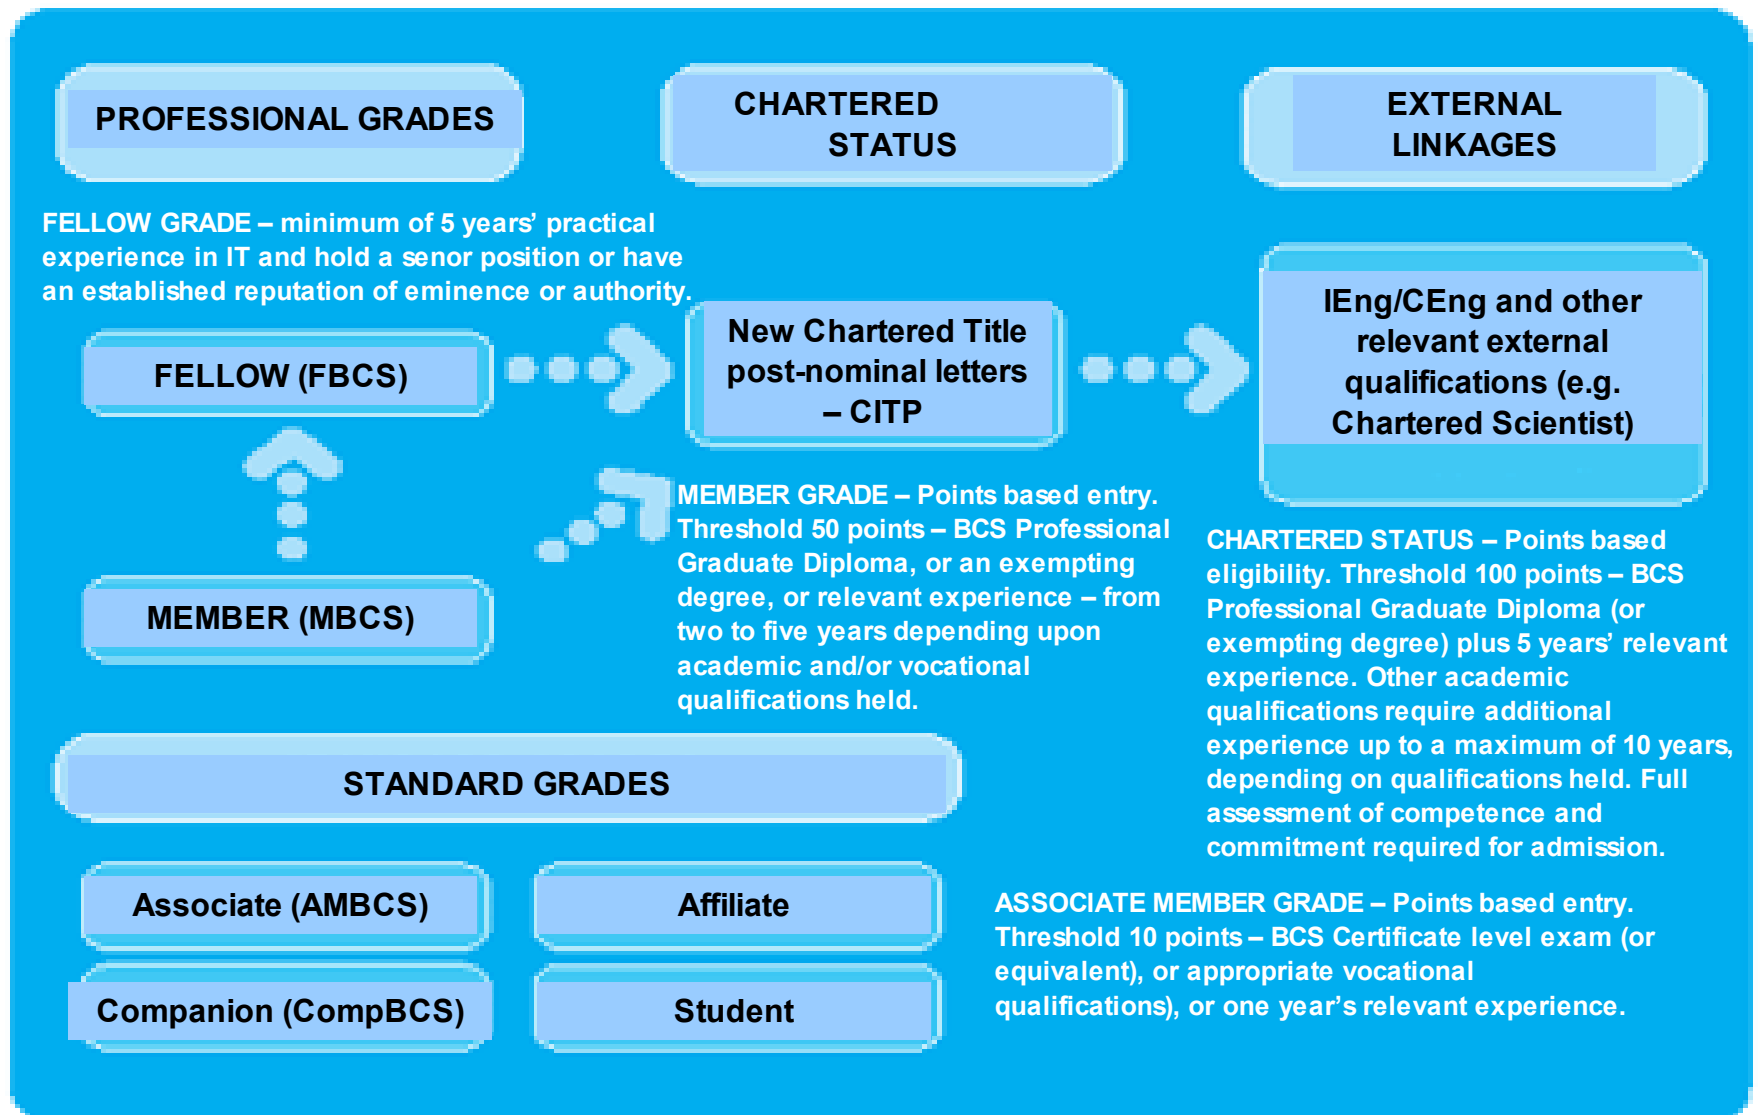 PROFESSIONAL GRADES
CHARTERED
STATUS
EXTERNAL
LINKAGES
FELLOW GRADE – minimum of 5 years’ practical
experience in IT and hold a senor position or have
an established reputation of eminence or authority.
FELLOW (FBCS)
New Chartered Title
post-nominal letters
– CITP
IEng/CEng and other
relevant external
qualifications (e.g.
Chartered Scientist)
MEMBER (MBCS)
MEMBER GRADE – Points based entry.
Threshold 50 points – BCS Professional
Graduate Diploma, or an exempting
degree, or relevant experience – from
two to five years depending upon
academic and/or vocational
qualifications held.
CHARTERED STATUS – Points based
eligibility. Threshold 100 points – BCS
Professional Graduate Diploma (or
exempting degree) plus 5 years’ relevant
experience. Other academic
qualifications require additional
experience up to a maximum of 10 years,
depending on qualifications held. Full
assessment of competence and
commitment required for admission.
STANDARD GRADES
Associate (AMBCS)
Affiliate
Companion (CompBCS)
Student
ASSOCIATE MEMBER GRADE – Points based entry.
Threshold 10 points – BCS Certificate level exam (or
equivalent), or appropriate vocational
qualifications), or one year’s relevant experience.